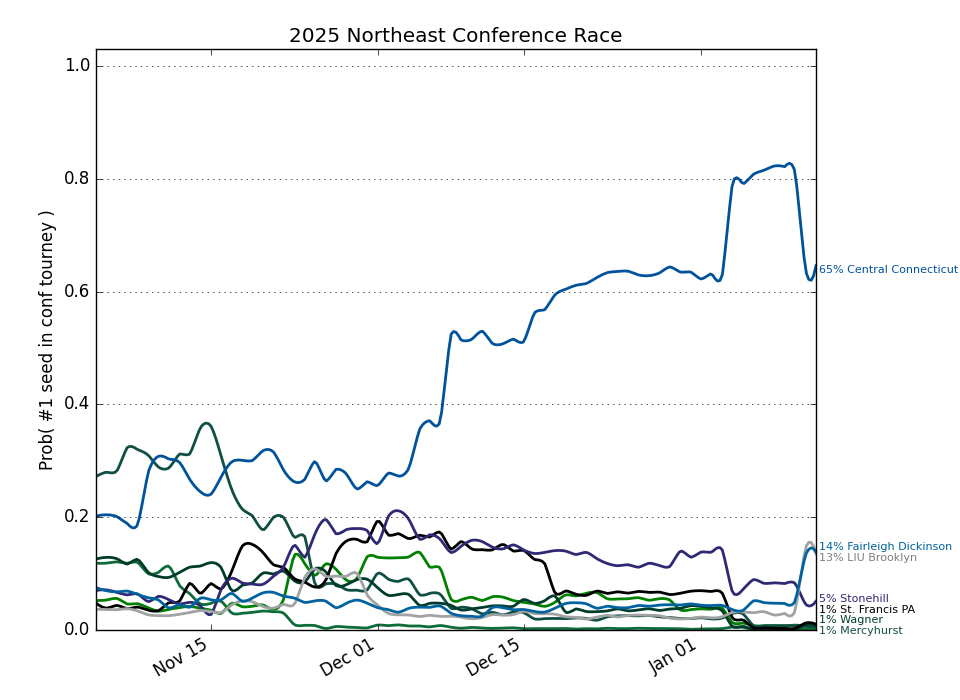 2025 Northeast Conference Race
Prob( #1 seed in conf tourney )
1.0
0.8
0.6
0.4
0.2
0.0
Nov 15
Dec 01
Dec 15
Jan 01
65% Central Connecticut
14% Fairleigh Dickinson
13% LIU Brooklyn
5% Stonehill
1% St. Francis PA
1% Wagner
1% Mercyhurst